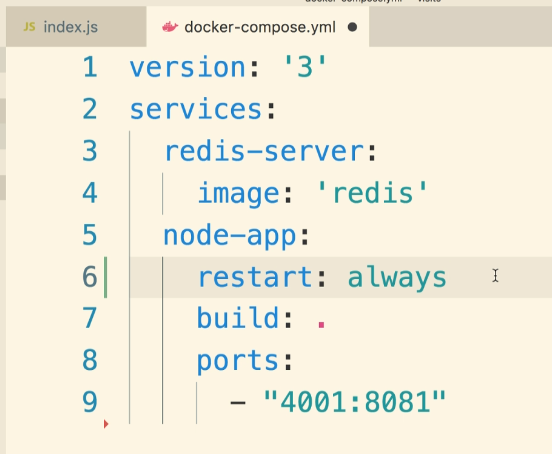 JS index.js
docker-compose.yml
1 version: '3'
2 services:
3 redis-server:
4 image: 'redis'
5 node-app:
6 restart: always
7 build: .
8 ports:
9 - "4001:8081"